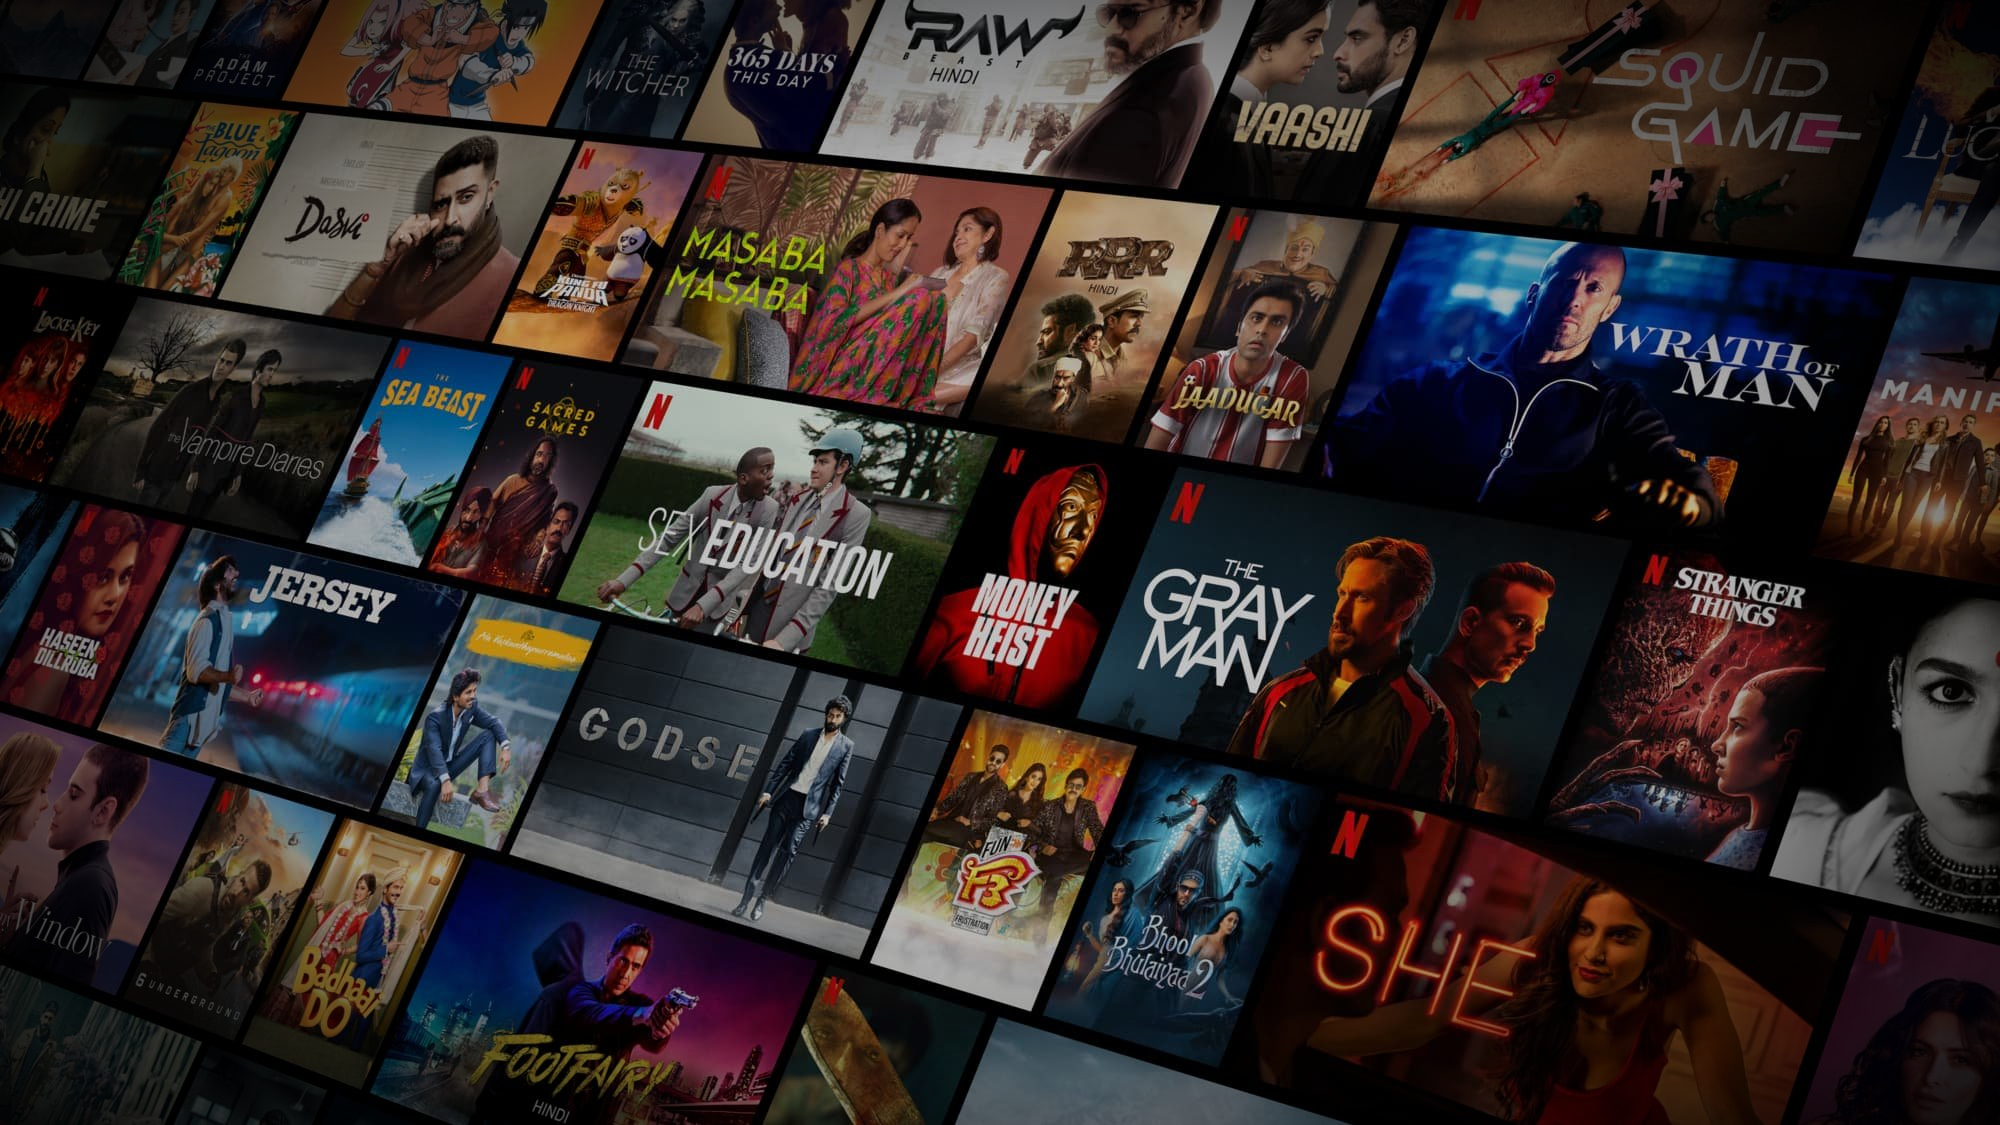 THE
ADAM
PROJECT
THE
WITCHER
365 DAYS
THIS DAY
RAW
BEAST
HINDI
VAASHI
SQUID
GAME
HI CRIME
THE BLUE
Lagoon
Dasvi
KUNG FU
PANDA
DRAGON KNIGHT
MASABA
MASABA
RRR
HINDI
JAADUGAR
WRATH OF
MAN
MANIF
LOCKE & KEY
the Vampire Diaries
THE
SEA BEAST
SACRED
GAMES
SEX EDUCATION
MONEY
HEIST
THE
GRAY
MAN
STRANGER
THINGS
HASEEN
DILLRUBA
JERSEY
GODSE
FUN
F3
FRUSTRATION
Bhool
Bhulaiyaa 2
SHE
Window
6 UNDERGROUND
Badhaai
DO
FOOTFAIRY
HINDI